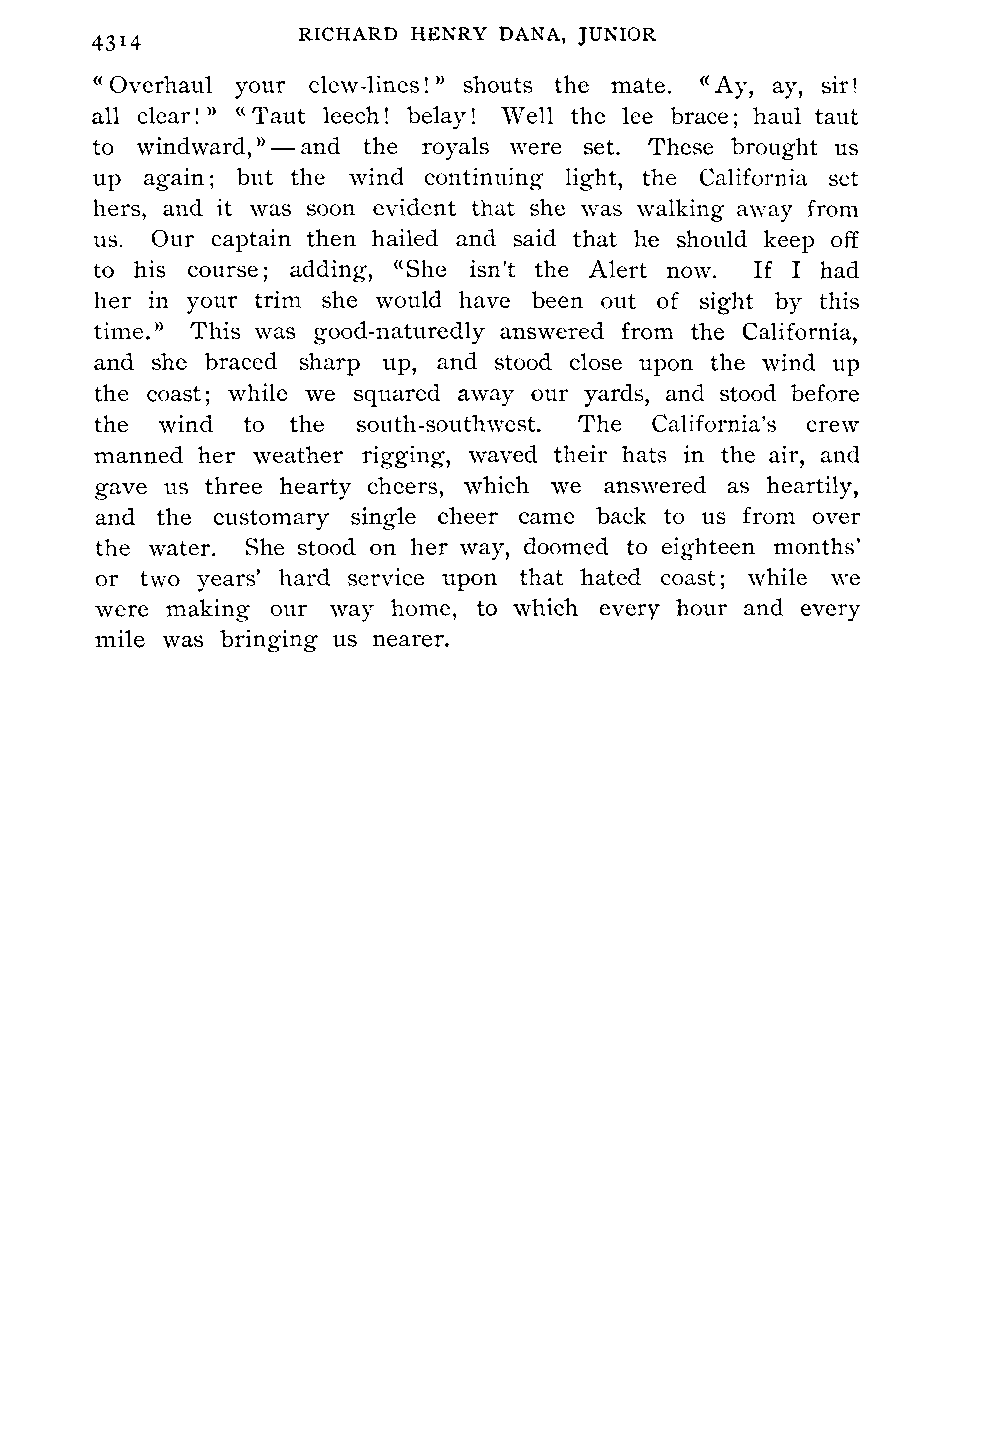 4314 RICHARD HENRY DANA, JUNIOR
“Overhaul your clew-lines!” shouts the mate. “Ay, ay, sir!
all clear!” “Taut leech! belay! Well the lee brace; haul taut
to windward,”—and the royals were set. These brought us
up again; but the wind continuing light, the California set
hers, and it was soon evident that she was walking away from
us. Our captain then hailed and said that he should keep off
to his course; adding, “She isn't the Alert now. If I had
her in your trim she would have been out of sight by this
time.” This was good-naturedly answered from the California,
and she braced sharp up, and stood close upon the wind up
the coast; while we squared away our yards, and stood before
the wind to the south-southwest. The California's crew
manned her weather rigging, waved their hats in the air, and
gave us three hearty cheers, which we answered as heartily,
and the customary single cheer came back to us from over
the water. She stood on her way, doomed to eighteen months'
or two years' hard service upon that hated coast; while we
were making our way home, to which every hour and every
mile was bringing us nearer.